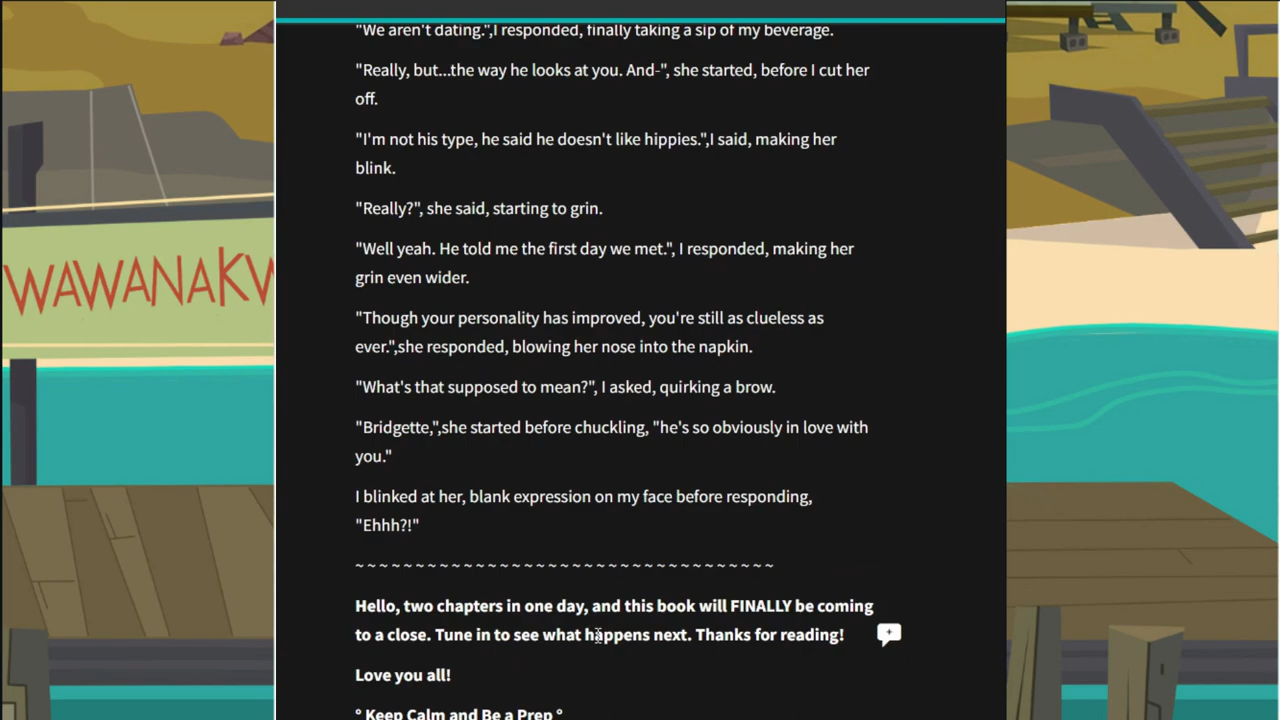 "We aren't dating.",I responded, finally taking a sip of my beverage.
"Really, but...the way he looks at you. And-", she started, before I cut her
off.
"I'm not his type, he said he doesn't like hippies.",I said, making her
blink.
"Really?", she said, starting to grin.
"Well yeah. He told me the first day we met.", I responded, making her
grin even wider.
"Though your personality has improved, you're still as clueless as
ever.",she responded, blowing her nose into the napkin.
"What's that supposed to mean?", I asked, quirking a brow.
"Bridgette,",she started before chuckling, "he's so obviously in love with
you."
I blinked at her, blank expression on my face before responding,
"Ehhh?!"
~ ~ ~ ~ ~ ~ ~ ~ ~ ~ ~ ~ ~ ~ ~ ~ ~ ~ ~ ~ ~ ~ ~ ~ ~ ~ ~ ~ ~ ~ ~ ~ ~ ~ ~
Hello, two chapters in one day, and this book will FINALLY be coming
to a close. Tune in to see what happens next. Thanks for reading!
Love you all!
° Keep Calm and Be a Prep °
WAWANAKW